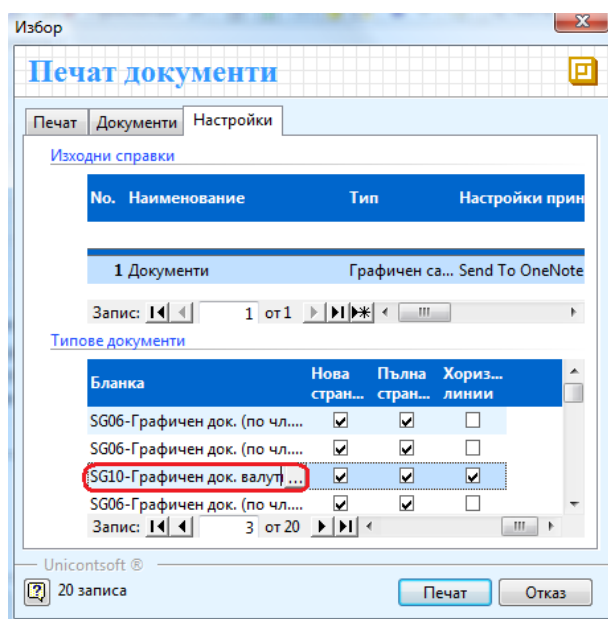 Избор
Печат документи
Печат Документи Настройки
Изходни справки
No. Наименование Тип Настройки прин
1 Документи Графичен са... Send To OneNote
Запис: 1 от 1
Типове документи
Бланка Нова стран... Пълна стран... Хориз... линии
SG06-Графичен док. (по чл....
SG06-Графичен док. (по чл....
SG10-Графичен док. валут ...
SG06-Графичен док. (по чл....
Запис: 3 от 20
Unicontsoft ®
20 записа Печат Отказ